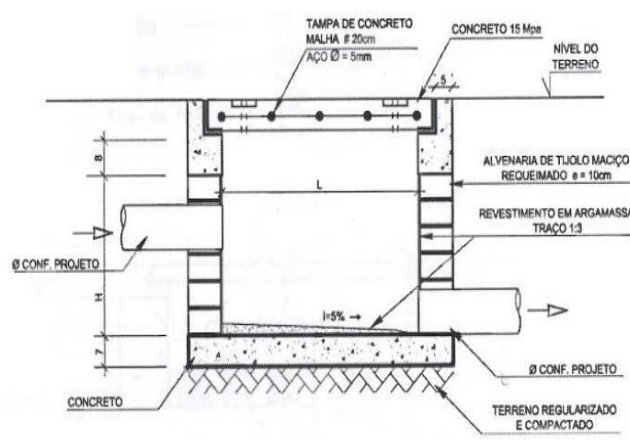 TAMPA DE CONCRETO
MALHA # 20cm
AÇO Ø = 5mm
CONCRETO 15 Mpa
NÍVEL DO
TERRENO
5
8
L
ALVENARIA DE TIJOLO MACIÇO
REQUEIMADO e = 10cm
REVESTIMENTO EM ARGAMASSA
TRAÇO 1:3
Ø CONF. PROJETO
H
i=5%
7
Ø CONF. PROJETO
CONCRETO
TERRENO REGULARIZADO
E COMPACTADO